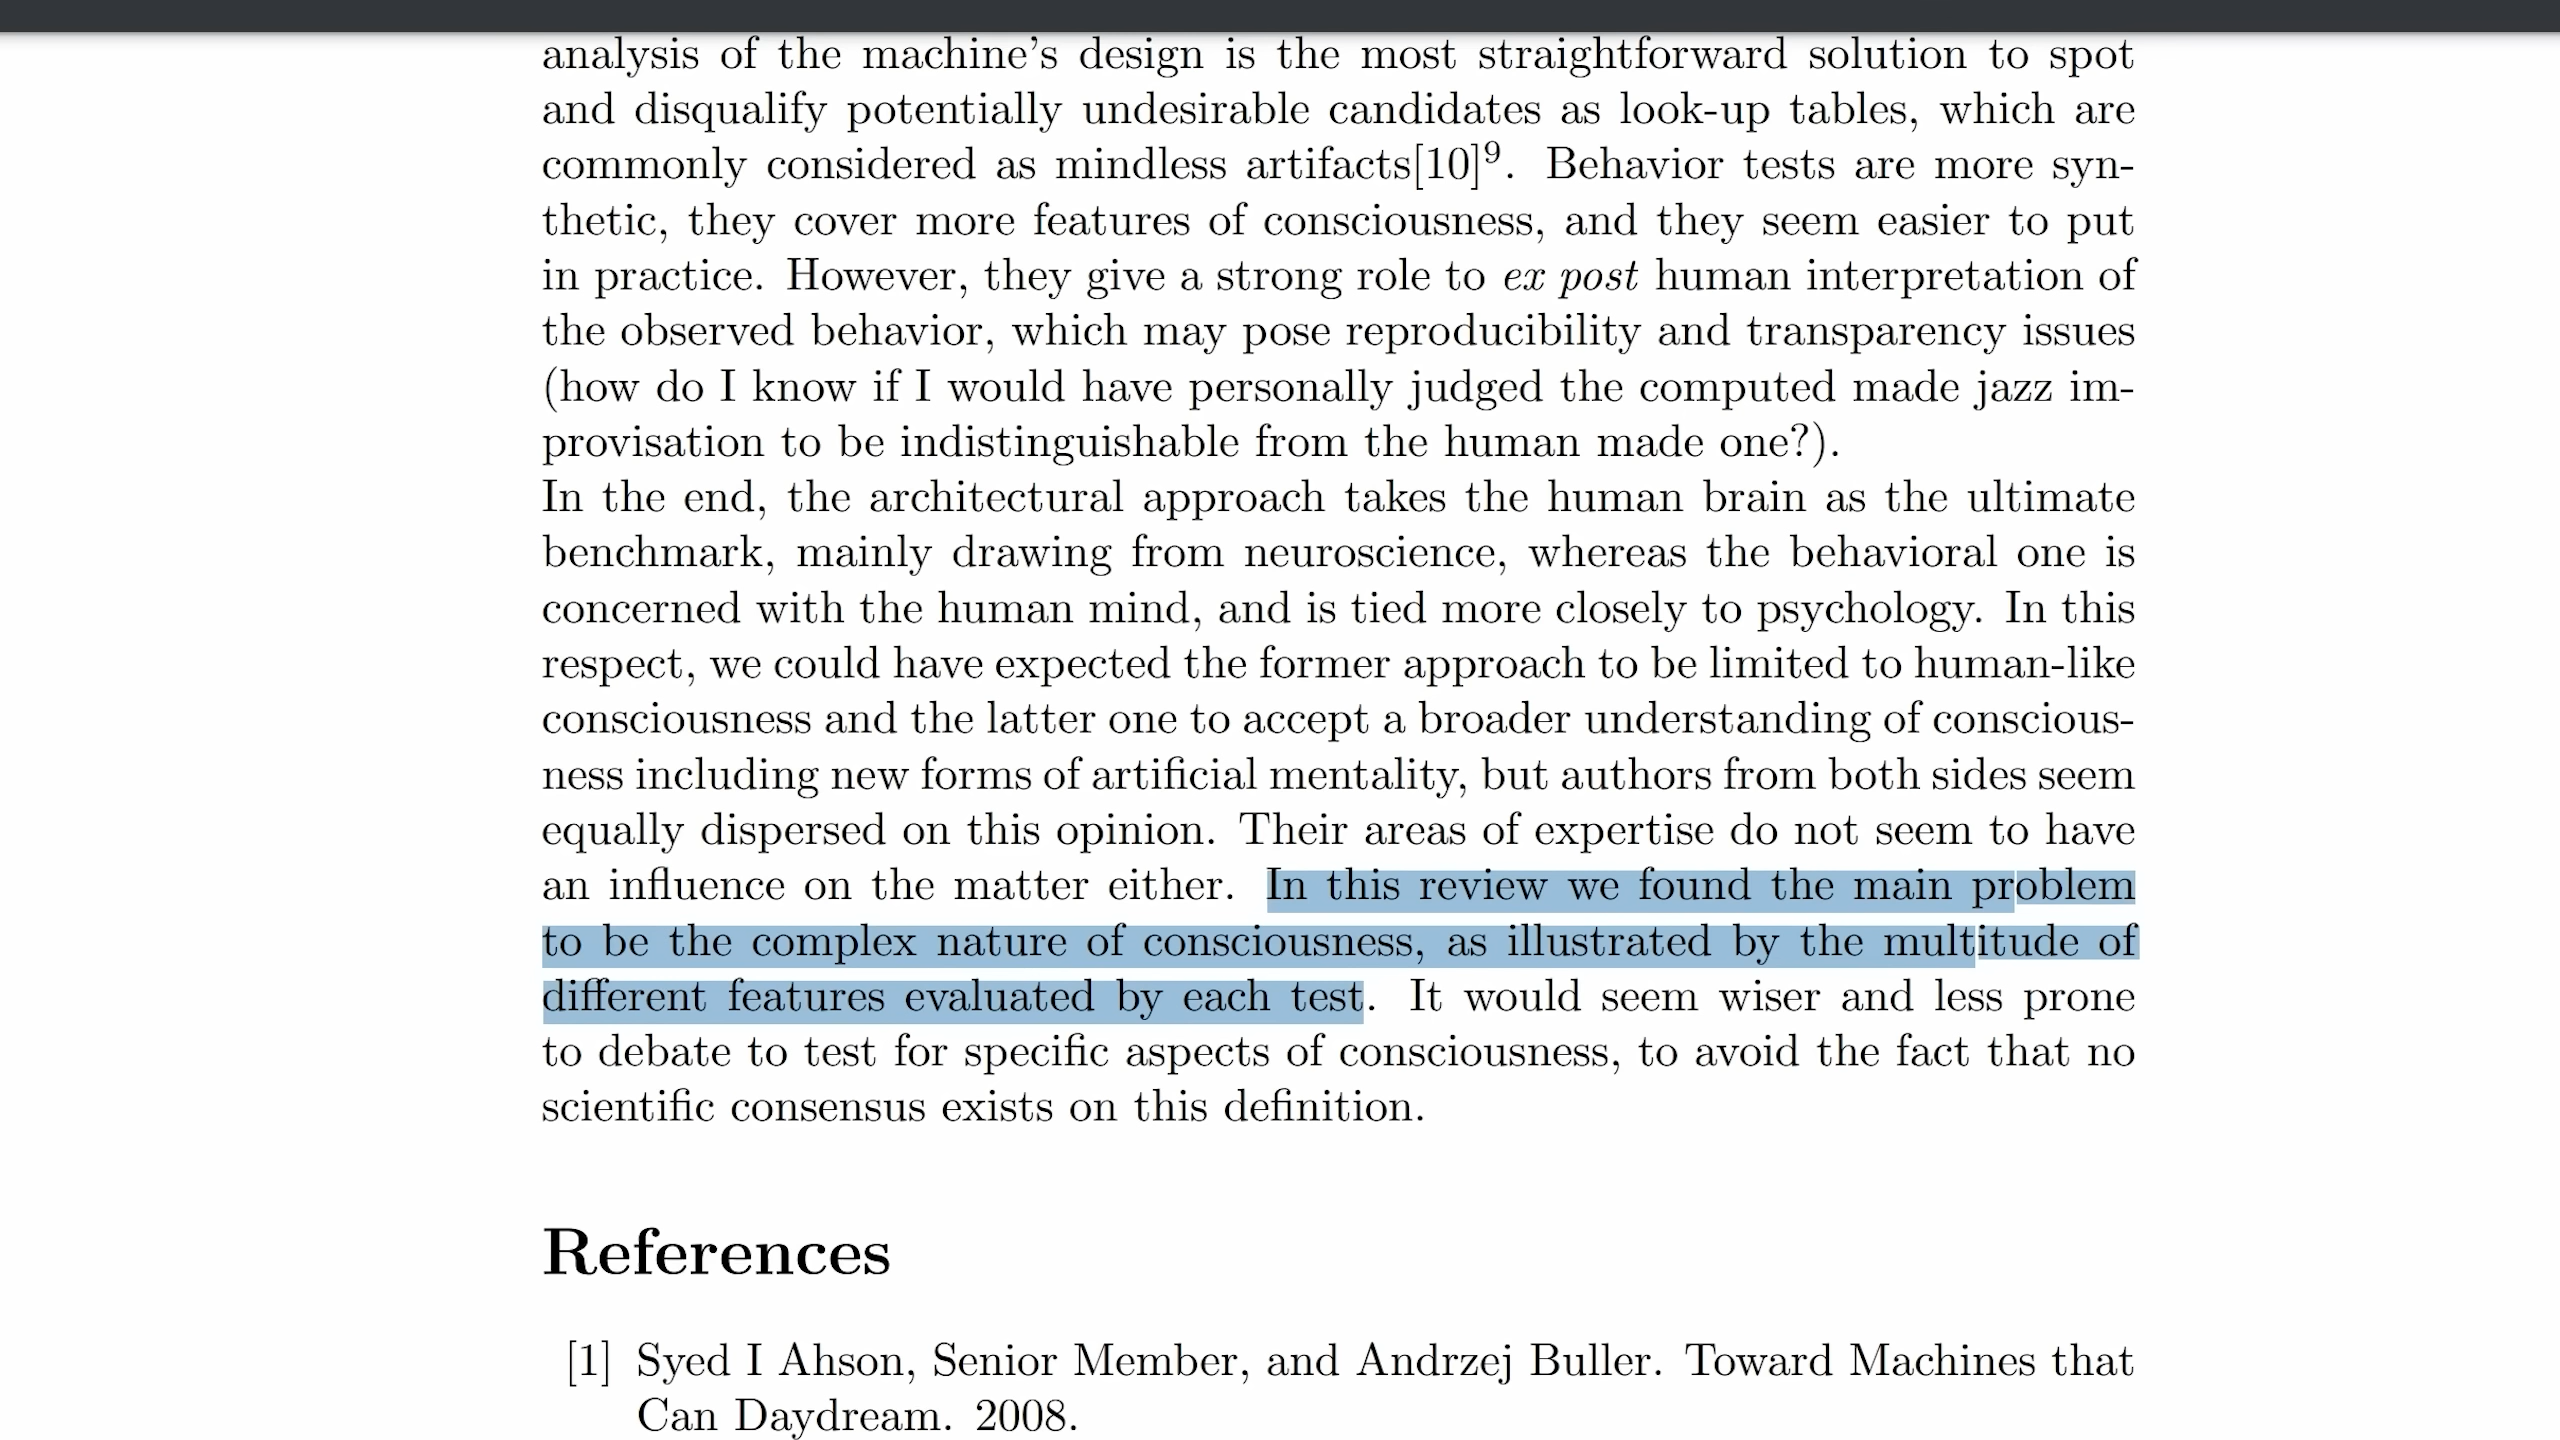 analysis of the machine’s design is the most straightforward solution to spot
and disqualify potentially undesirable candidates as look-up tables, which are
commonly considered as mindless artifacts[10]⁹. Behavior tests are more syn-
thetic, they cover more features of consciousness, and they seem easier to put
in practice. However, they give a strong role to ex post human interpretation of
the observed behavior, which may pose reproducibility and transparency issues
(how do I know if I would have personally judged the computed made jazz im-
provisation to be indistinguishable from the human made one?).
In the end, the architectural approach takes the human brain as the ultimate
benchmark, mainly drawing from neuroscience, whereas the behavioral one is
concerned with the human mind, and is tied more closely to psychology. In this
respect, we could have expected the former approach to be limited to human-like
consciousness and the latter one to accept a broader understanding of conscious-
ness including new forms of artificial mentality, but authors from both sides seem
equally dispersed on this opinion. Their areas of expertise do not seem to have
an influence on the matter either. In this review we found the main problem
to be the complex nature of consciousness, as illustrated by the multitude of
different features evaluated by each test. It would seem wiser and less prone
to debate to test for specific aspects of consciousness, to avoid the fact that no
scientific consensus exists on this definition.
References
[1] Syed I Ahson, Senior Member, and Andrzej Buller. Toward Machines that
Can Daydream. 2008.